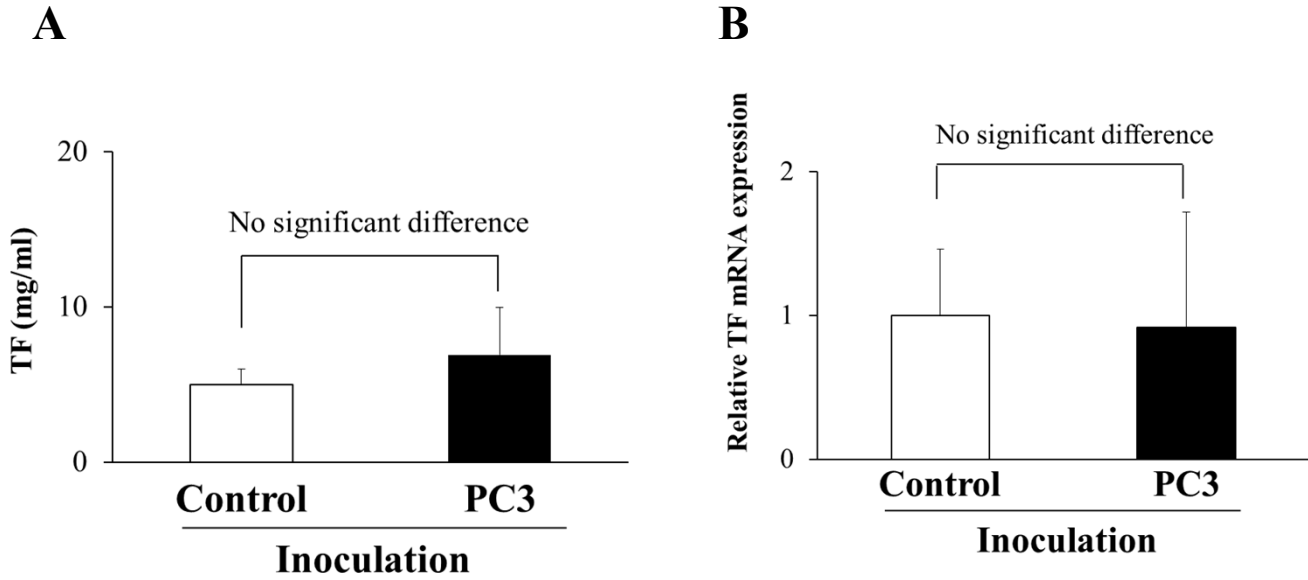 A
TF (mg/ml)
20
10
0
No significant difference
Control PC3
Inoculation
B
Relative TF mRNA expression
2
1
0
No significant difference
Control PC3
Inoculation